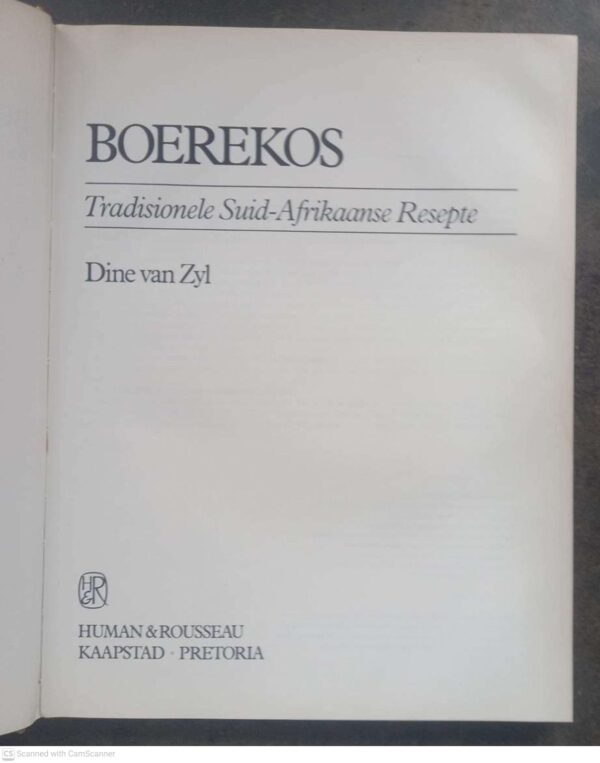 BOEREKOS
Tradisionele Suid-Afrikaanse Resepte
Dine van Zyl
H&R
HUMAN & ROUSSEAU
KAAPSTAD · PRETORIA
CS Scanned with CamScanner